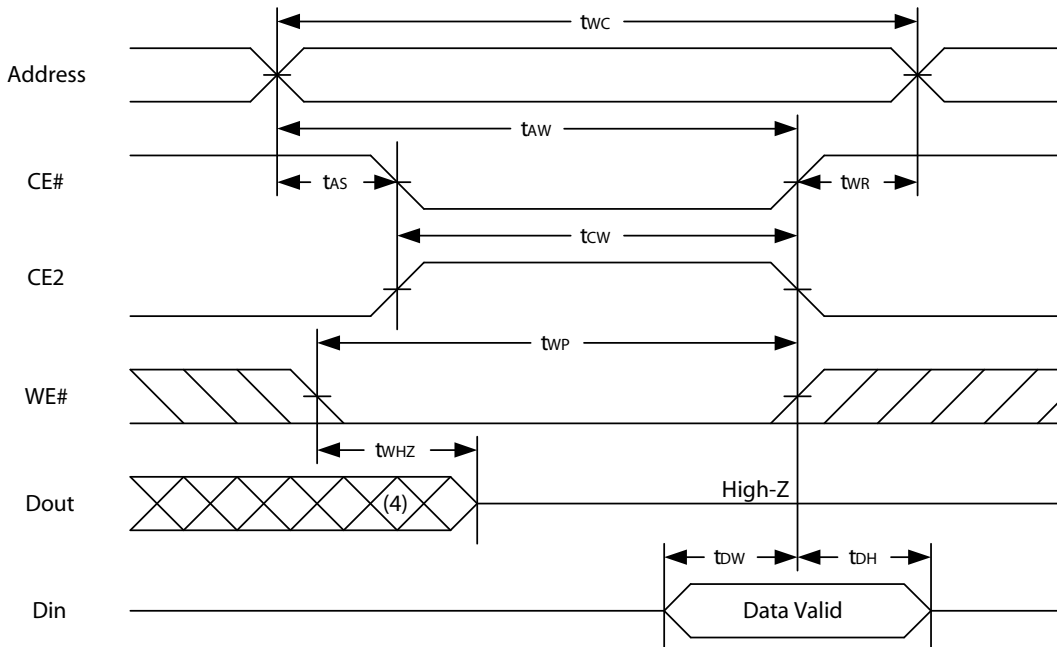 tWC
Address
tAW
CE#
tAS
tWR
tCW
CE2
tWP
WE#
tWHZ
Dout
(4)
High-Z
tDW
tDH
Din
Data Valid